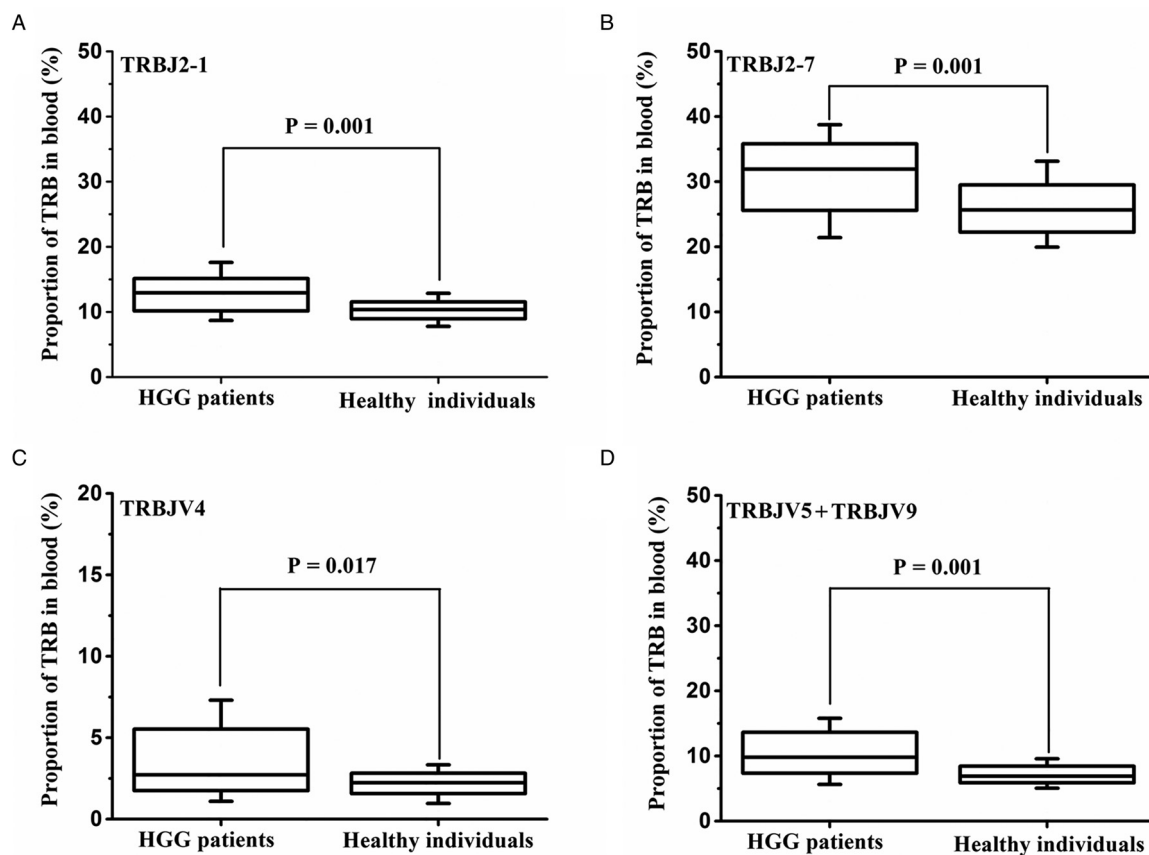 A
Proportion of TRB in blood (%)
50
40
30
20
10
0
TRBJ2-1
P = 0.001
HGG patients
Healthy individuals
B
Proportion of TRB in blood (%)
50
40
30
20
10
0
TRBJ2-7
P = 0.001
HGG patients
Healthy individuals
C
Proportion of TRB in blood (%)
20
15
10
5
0
TRBJV4
P = 0.017
HGG patients
Healthy individuals
D
Proportion of TRB in blood (%)
50
40
30
20
10
0
TRBJV5+TRBJV9
P = 0.001
HGG patients
Healthy individuals